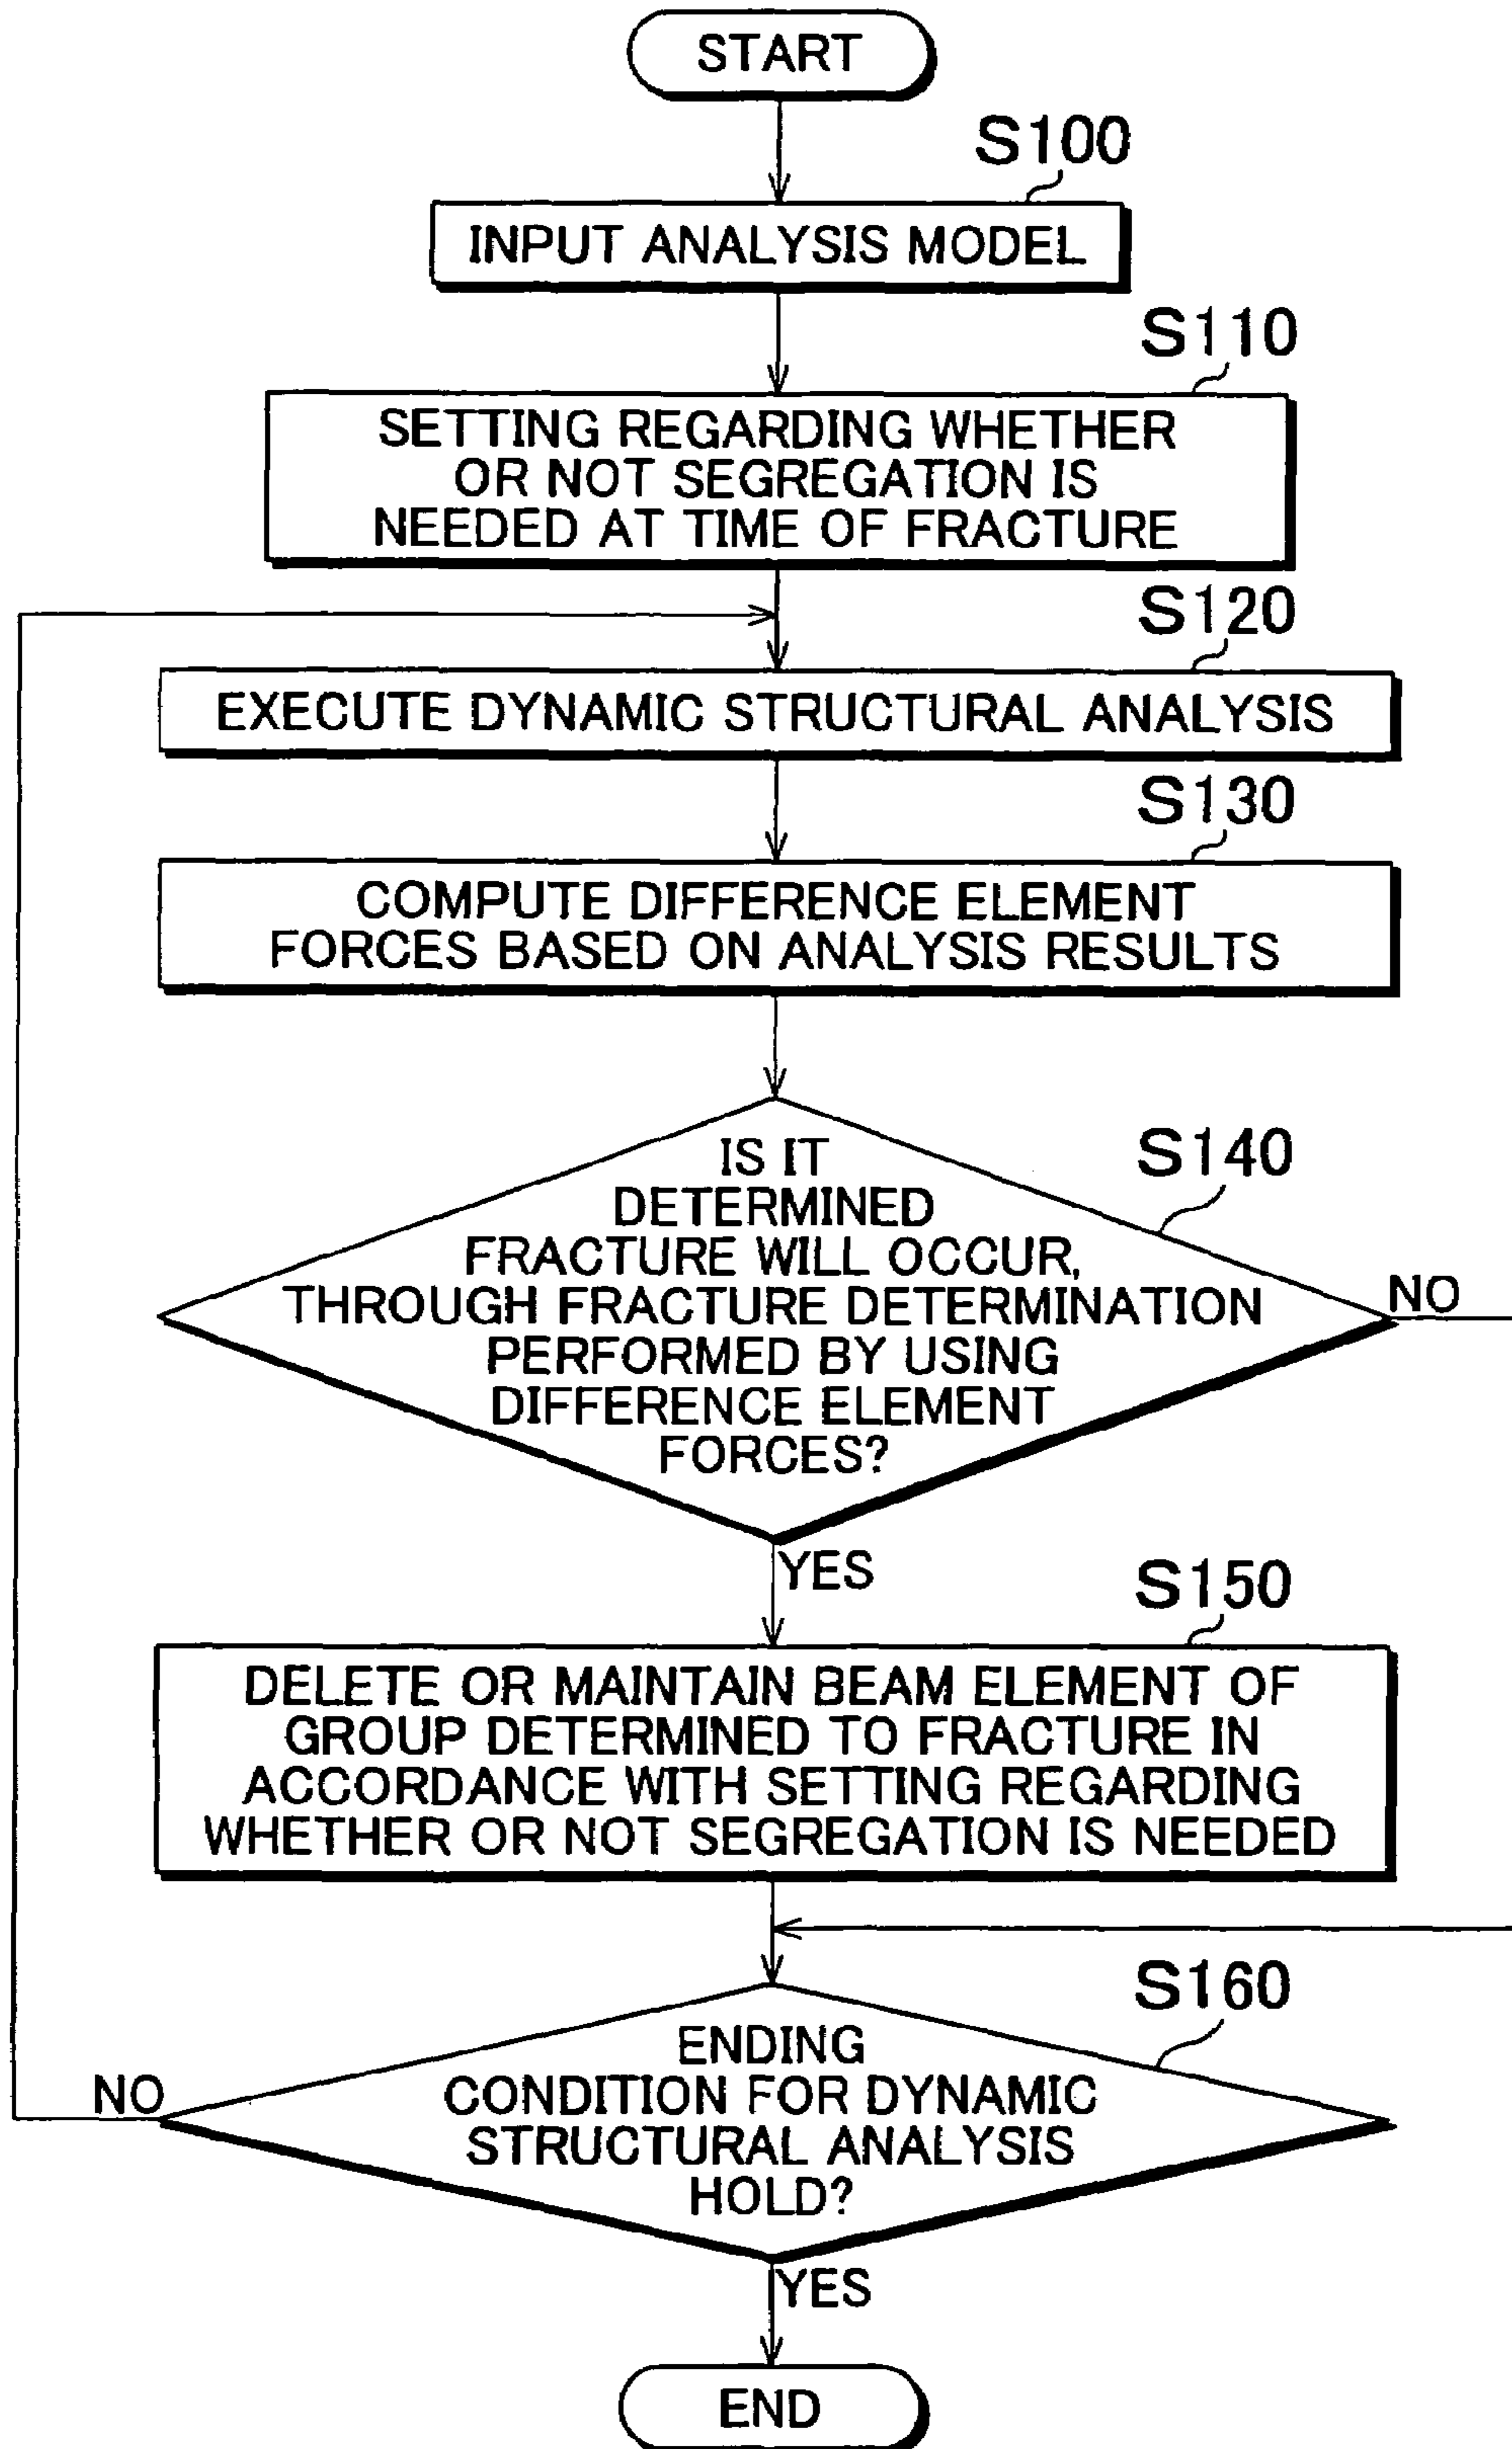 START
S100
INPUT ANALYSIS MODEL
S110
SETTING REGARDING WHETHER
OR NOT SEGREGATION IS
NEEDED AT TIME OF FRACTURE
S120
EXECUTE DYNAMIC STRUCTURAL ANALYSIS
S130
COMPUTE DIFFERENCE ELEMENT
FORCES BASED ON ANALYSIS RESULTS
S140
IS IT
DETERMINED
FRACTURE WILL OCCUR,
THROUGH FRACTURE DETERMINATION
PERFORMED BY USING
DIFFERENCE ELEMENT
FORCES?
NO
YES
S150
DELETE OR MAINTAIN BEAM ELEMENT OF
GROUP DETERMINED TO FRACTURE IN
ACCORDANCE WITH SETTING REGARDING
WHETHER OR NOT SEGREGATION IS NEEDED
S160
ENDING
CONDITION FOR DYNAMIC
STRUCTURAL ANALYSIS
HOLD?
NO
YES
END